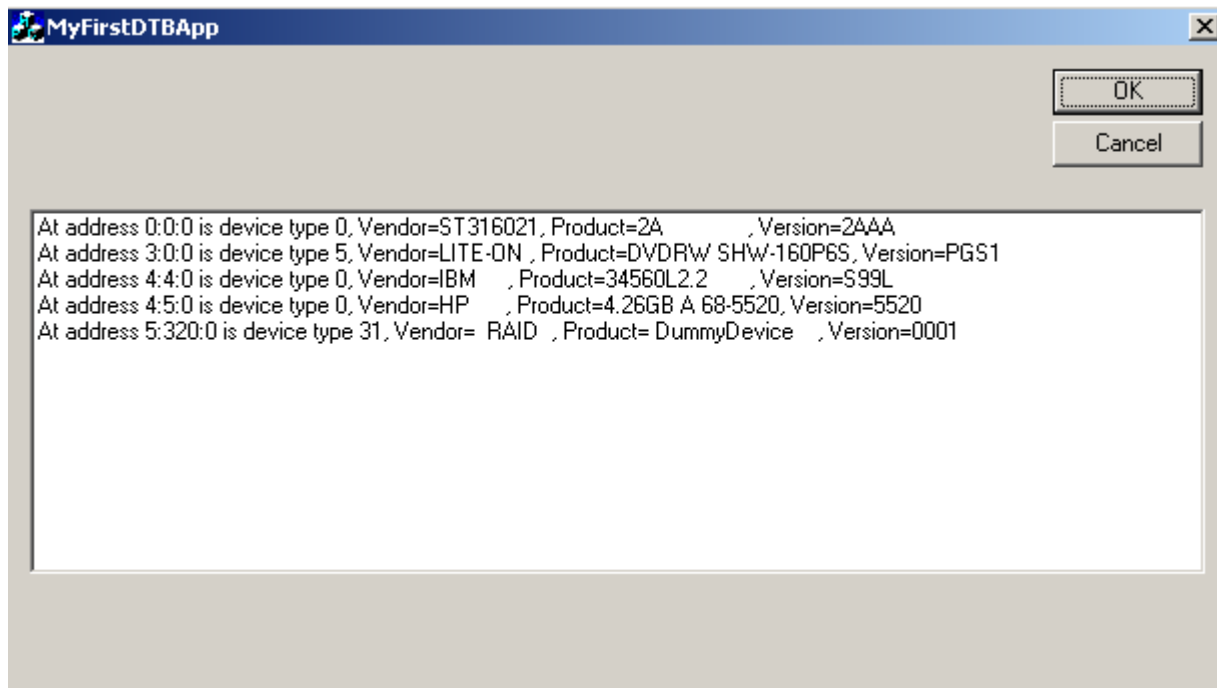 MyFirstDTBApp
OK
Cancel
At address 0:0:0 is device type 0, Vendor=ST316021, Product=2A , Version=2AAA
At address 3:0:0 is device type 5, Vendor=LITE-ON , Product=DVDRW SHW-160P6S, Version=PGS1
At address 4:4:0 is device type 0, Vendor=IBM , Product=34560L2.2 , Version=S99L
At address 4:5:0 is device type 0, Vendor=HP , Product=4.26GB A 68-5520, Version=5520
At address 5:320:0 is device type 31, Vendor= RAID , Product= DummyDevice , Version=0001